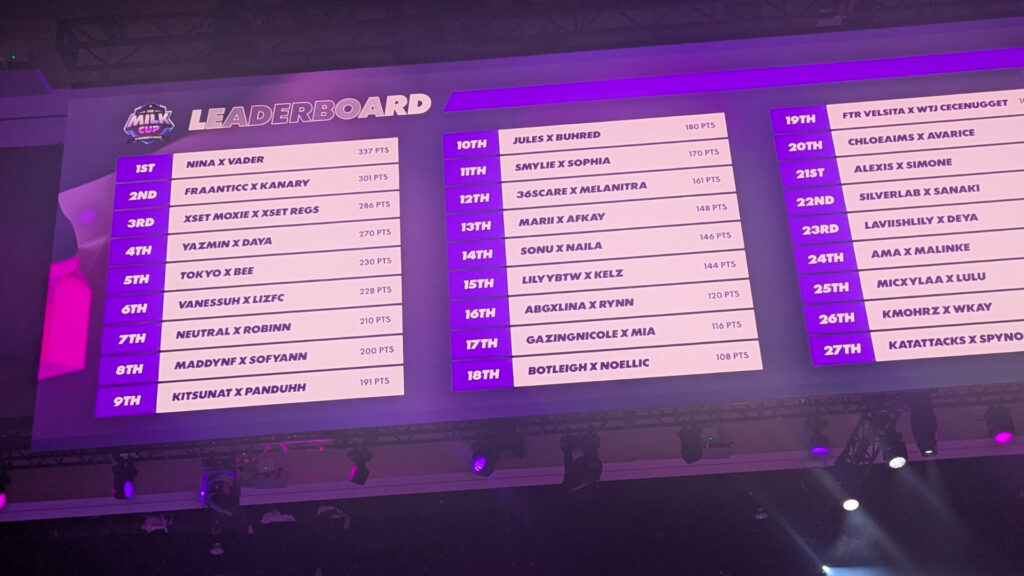 THE
MILK
CUP
LEADERBOARD
1ST NINA X VADER 337 PTS
2ND FRAANTICC X KANARY 301 PTS
3RD XSET MOXIE X XSET REGS 286 PTS
4TH YAZMIN X DAYA 270 PTS
5TH TOKYO X BEE 230 PTS
6TH VANESSUH X LIZFC 228 PTS
7TH NEUTRAL X ROBINN 210 PTS
8TH MADDYNF X SOFYANN 200 PTS
9TH KITSUNAT X PANDUHH 191 PTS
10TH JULES X BUHRED 180 PTS
11TH SMYLIE X SOPHIA 170 PTS
12TH 36SCARE X MELANITRA 161 PTS
13TH MARII X AFKAY 148 PTS
14TH SONU X NAILA 146 PTS
15TH LILYYBTW X KELZ 144 PTS
16TH ABGXLINA X RYNN 120 PTS
17TH GAZINGNICOLE X MIA 116 PTS
18TH BOTLEIGH X NOELLIC 108 PTS
19TH FTR VELSITA X WTJ CECENUGGET
20TH CHLOEAIMS X AVARICE
21ST ALEXIS X SIMONE
22ND SILVERLAB X SANAKI
23RD LAVIISHLILY X DEYA
24TH AMA X MALINKE
25TH MICXYLAA X LULU
26TH KMOHRZ X WKAY
27TH KATATTACKS X SPYNO